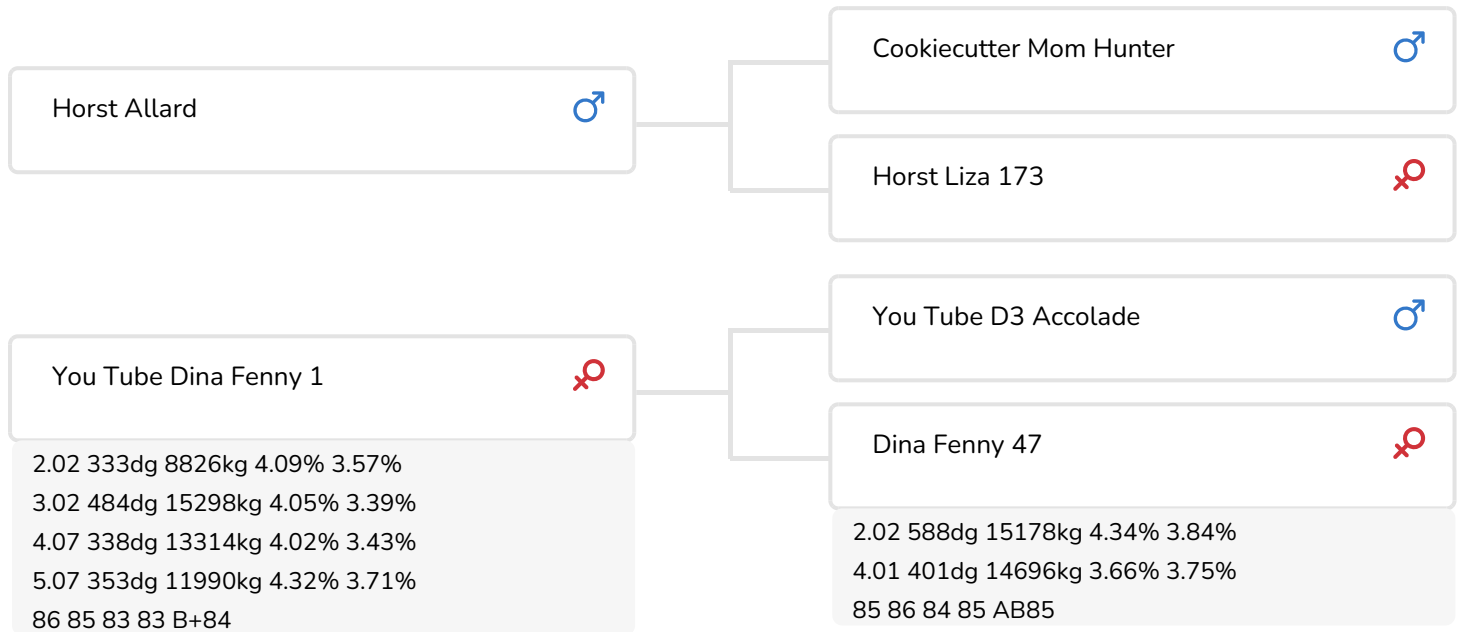 Horst Allard
Cookiecutter Mom Hunter
Horst Liza 173
You Tube Dina Fenny 1
2.02 333dg 8826kg 4.09% 3.57%
3.02 484dg 15298kg 4.05% 3.39%
4.07 338dg 13314kg 4.02% 3.43%
5.07 353dg 11990kg 4.32% 3.71%
86 85 83 83 B+84
You Tube D3 Accolade
Dina Fenny 47
2.02 588dg 15178kg 4.34% 3.84%
4.01 401dg 14696kg 3.66% 3.75%
85 86 84 85 AB85